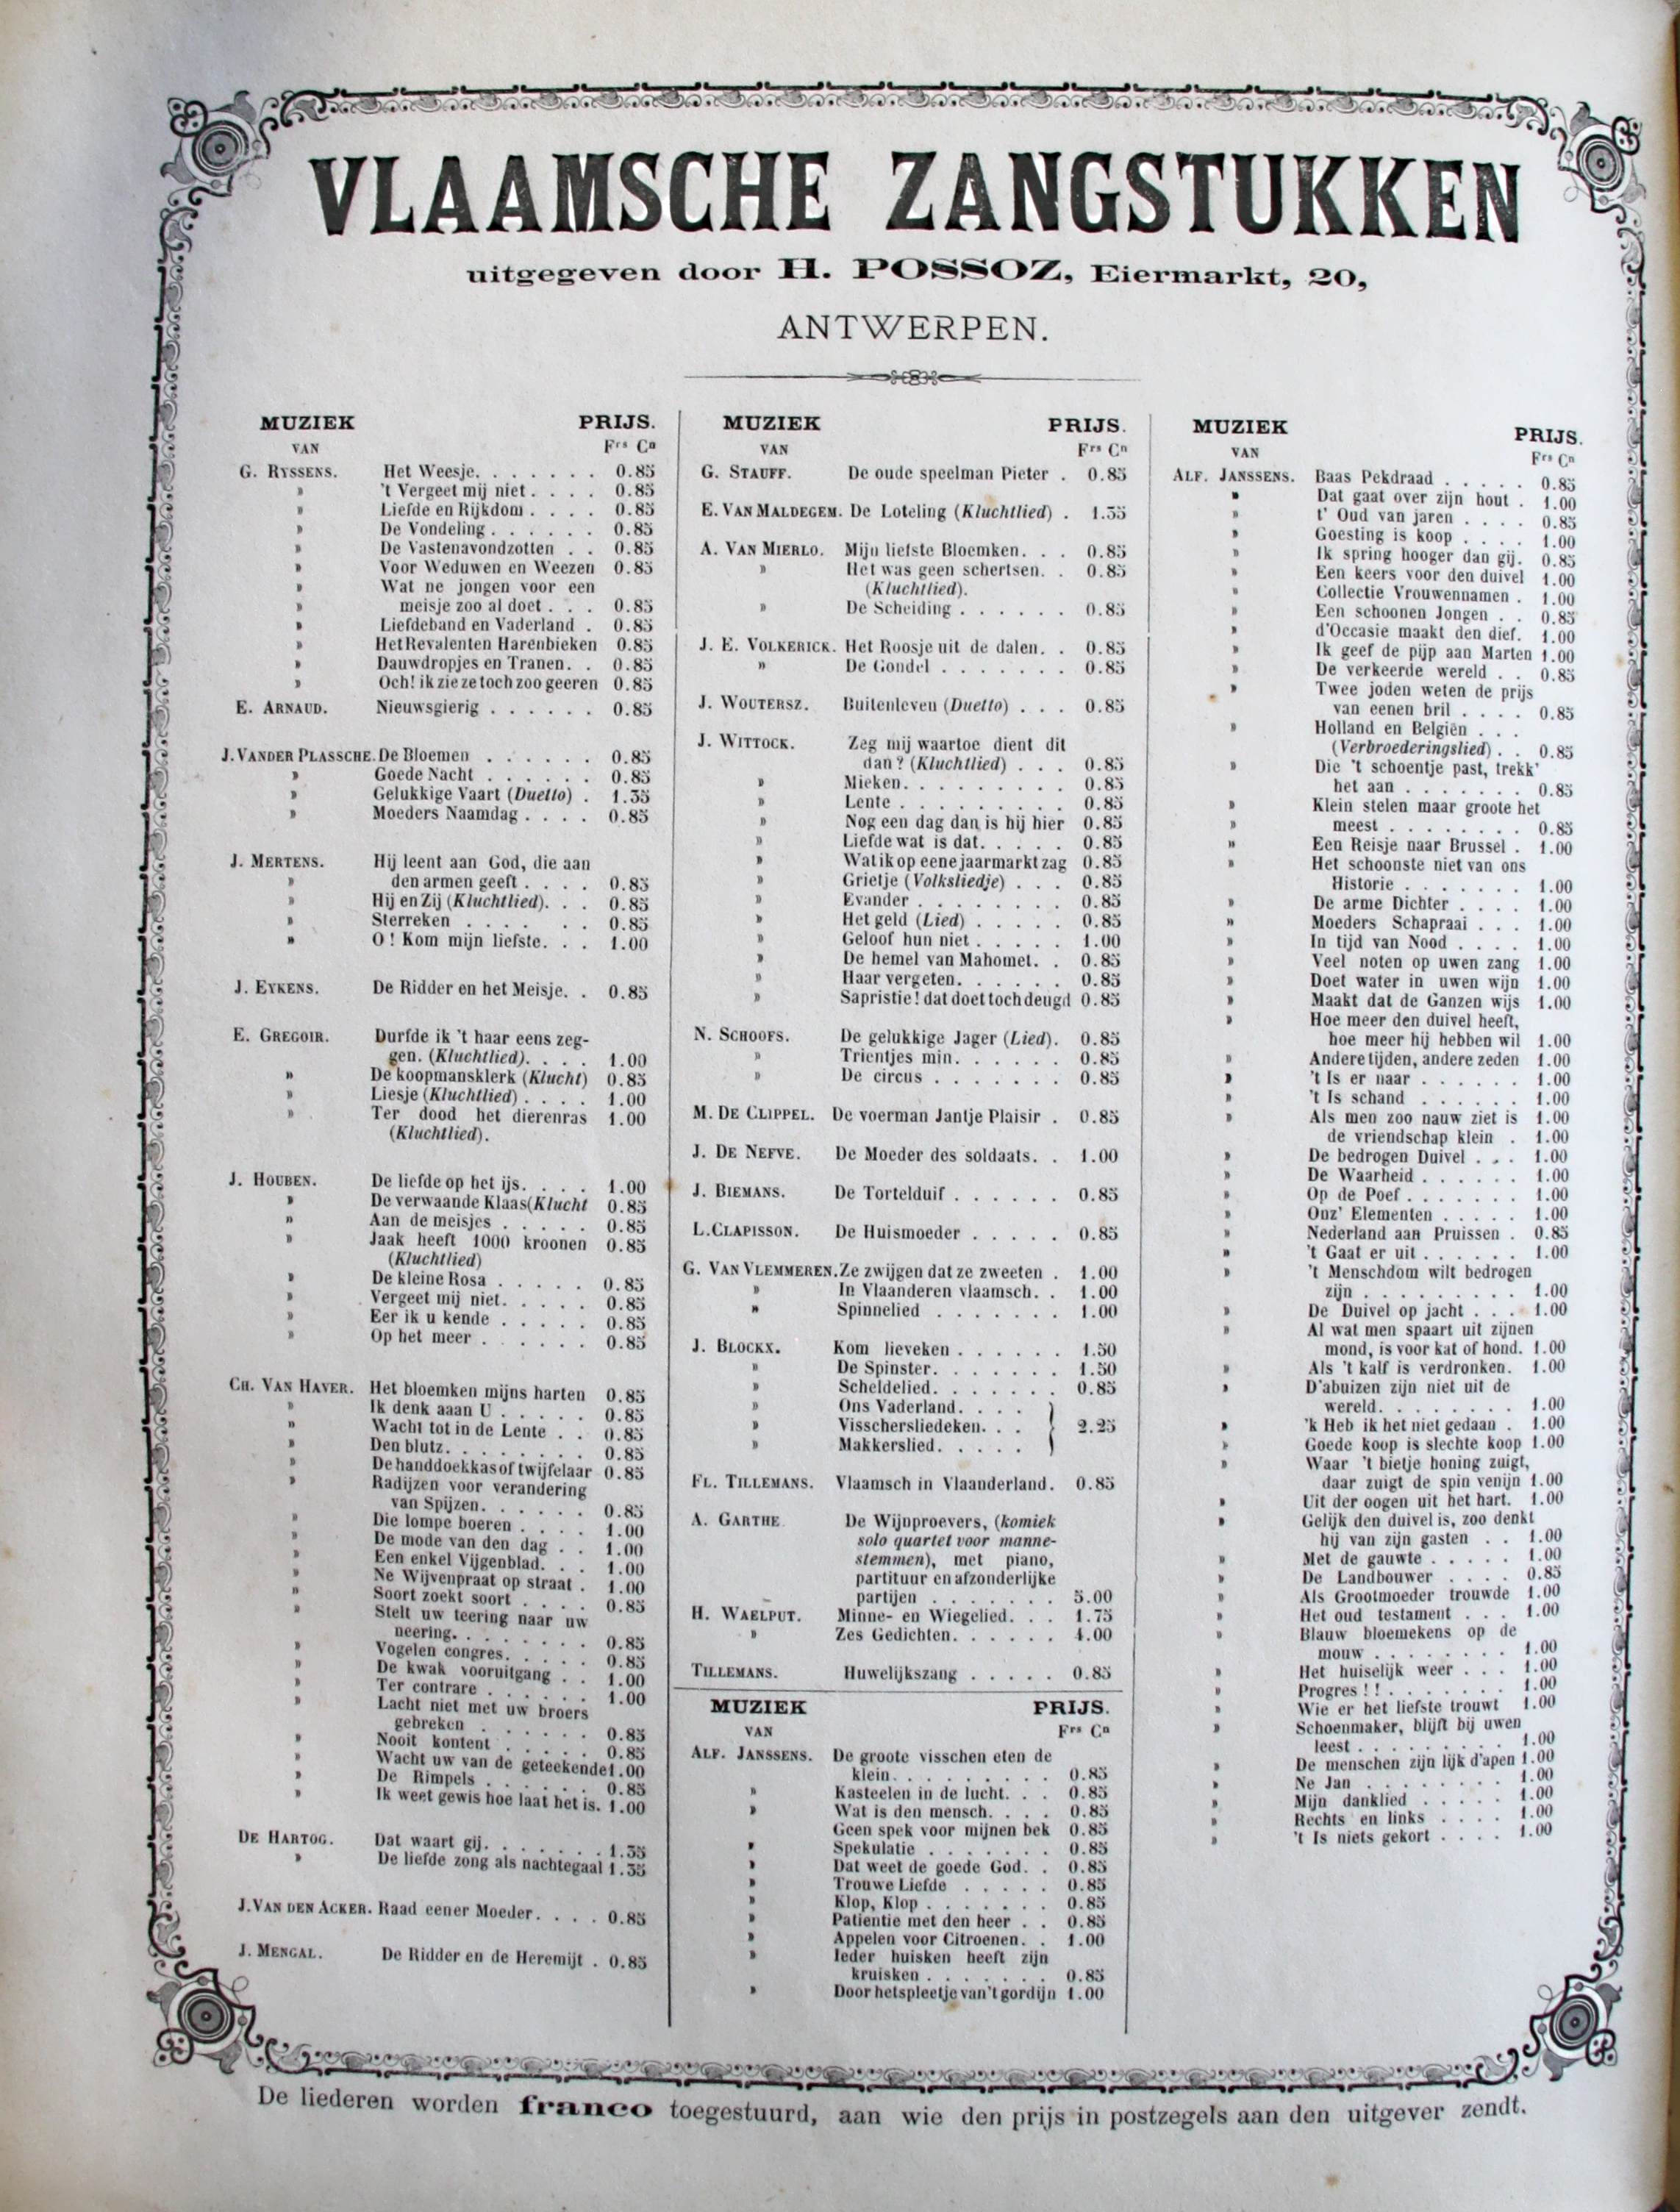 VLAAMSCHE ZANGSTUKKEN
uitgegeven door H. POSSOZ, Eiermarkt, 20,
ANTWERPEN.
MUZIEK PRIJS.
VAN Frs Cn
G. RYSSENS. Het Weesje. . . . . . . 0.85
» 't Vergeet mij niet . . . . 0.85
» Liefde en Rijkdom . . . . 0.85
» De Vondeling . . . . . . 0.85
» De Vastenavondzotten . . 0.85
» Voor Weduwen en Weezen 0.85
» Wat ne jongen voor een
» meisje zoo al doet . . . 0.85
» Liefdeband en Vaderland . 0.85
» Het Revalenten Harenbieken 0.85
» Dauwdropjes en Tranen. . 0.85
» Och! ik zie ze toch zoo geeren 0.85
E. ARNAUD. Nieuwsgierig . . . . . . 0.85
J. VANDER PLASSCHE. De Bloemen . . . . . . 0.85
» Goede Nacht . . . . . . 0.85
» Gelukkige Vaart (Duetto) . 1.35
» Moeders Naamdag . . . . 0.85
J. MERTENS. Hij leent aan God, die aan
» den armen geeft . . . . 0.85
» Hij en Zij (Kluchtlied). . . 0.85
» Sterreken . . . . . . 0.85
» O! Kom mijn liefste. . . 1.00
J. EYKENS. De Ridder en het Meisje. . 0.85
E. GREGOIR. Durfde ik 't haar eens zeg-
gen. (Kluchtlied). . . . 1.00
» De koopmansklerk (Klucht) 0.85
» Liesje (Kluchtlied) . . . . 1.00
» Ter dood het dierenras 1.00
(Kluchtlied).
J. HOUBEN. De liefde op het ijs. . . . 1.00
» De verwaande Klaas(Klucht 0.85
» Aan de meisjes . . . . . 0.85
» Jaak heeft 1000 kroonen 0.85
(Kluchtlied)
» De kleine Rosa . . . . . 0.85
» Vergeet mij niet. . . . . 0.85
» Eer ik u kende . . . . . 0.85
» Op het meer . . . . . . 0.85
CH. VAN HAVER. Het bloemken mijns harten 0.85
» Ik denk aaan U . . . . . 0.85
» Wacht tot in de Lente . . 0.85
» Den blutz. . . . . . . . 0.85
» De handdoekkas of twijfelaar 0.85
» Radijzen voor verandering
van Spijzen. . . . . . 0.85
» Die lompe boeren . . . . 1.00
» De mode van den dag . . 1.00
» Een enkel Vijgenblad. . . 1.00
» Ne Wijvenpraat op straat . 1.00
» Soort zoekt soort . . . . 0.85
» Stelt uw teering naar uw
neering. . . . . . . . 0.85
» Vogelen congres. . . . . 0.85
» De kwak vooruitgang . . 1.00
» Ter contrare . . . . . . 1.00
» Lacht niet met uw broers
gebreken . . . . . . 0.85
» Nooit kontent . . . . . 0.85
» Wacht uw van de geteekende 1.00
» De Rimpels . . . . . . 0.85
» Ik weet gewis hoe laat het is. 1.00
DE HARTOG. Dat waart gij. . . . . . . 1.35
» De liefde zong als nachtegaal 1.35
J. VAN DEN ACKER. Raad eener Moeder. . . . 0.85
J. MENGAL. De Ridder en de Heremijt . 0.85
MUZIEK PRIJS.
VAN Frs Cn
G. STAUFF. De oude speelman Pieter . 0.85
E. VAN MALDEGEM. De Loteling (Kluchtlied) . 1.35
A. VAN MIERLO. Mijn liefste Bloemken. . . 0.85
» Het was geen schertsen. . 0.85
(Kluchtlied).
» De Scheiding . . . . . . 0.85
J. E. VOLKERICK. Het Roosje uit de dalen. . 0.85
» De Gondel . . . . . . . 0.85
J. WOUTERSZ. Buitenleven (Duetto) . . . 0.85
J. WITTOCK. Zeg mij waartoe dient dit
dan? (Kluchtlied) . . . 0.85
» Mieken. . . . . . . . . 0.85
» Lente . . . . . . . . . 0.85
» Nog een dag dan is hij hier 0.85
» Liefde wat is dat. . . . . 0.85
» Wat ik op eene jaarmarkt zag 0.85
» Grietje (Volksliedje) . . . 0.85
» Evander . . . . . . . . 0.85
» Het geld (Lied) . . . . . 0.85
» Geloof hun niet . . . . . 1.00
» De hemel van Mahomet. . 0.85
» Haar vergeten. . . . . . 0.85
» Sapristie! dat doet toch deugd 0.85
N. SCHOOFS. De gelukkige Jager (Lied). 0.85
» Trientjes min. . . . . . 0.85
» De circus . . . . . . . 0.85
M. DE CLIPPEL. De voerman Jantje Plaisir . 0.85
J. DE NEFVE. De Moeder des soldaats. . 1.00
J. BIEMANS. De Tortelduif . . . . . . 0.85
L. CLAPISSON. De Huismoeder . . . . . 0.85
G. VAN VLEMMEREN. Ze zwijgen dat ze zweeten . 1.00
» In Vlaanderen vlaamsch. . 1.00
» Spinnelied . . . . . . . 1.00
J. BLOCKX. Kom lieveken . . . . . . 1.50
» De Spinster. . . . . . . 1.50
» Scheldelied. . . . . . . 0.85
» Ons Vaderland. . . .
» Visschersliedeken. . . } 2.25
» Makkerslied. . . . .
FL. TILLEMANS. Vlaamsch in Vlaanderland. 0.85
A. GARTHE De Wijnproevers, (komiek
solo quartet voor manne-
stemmen), met piano,
partituur en afzonderlijke
partijen . . . . . . . 5.00
H. WAELPUT. Minne- en Wiegelied. . . 1.75
» Zes Gedichten. . . . . . 4.00
TILLEMANS. Huwelijkszang . . . . . 0.85
MUZIEK PRIJS.
VAN Frs Cn
ALF. JANSSENS. De groote visschen eten de
klein. . . . . . . . . 0.85
» Kasteelen in de lucht. . . 0.85
» Wat is den mensch. . . . 0.85
Geen spek voor mijnen bek 0.85
» Spekulatie . . . . . . . 0.85
» Dat weet de goede God. . 0.85
» Trouwe Liefde . . . . . 0.85
» Klop, Klop . . . . . . . 0.85
» Patientie met den heer . . 0.85
» Appelen voor Citroenen. . 1.00
» Ieder huisken heeft zijn
kruisken . . . . . . . 0.85
» Door het spleetje van 't gordijn 1.00
MUZIEK PRIJS.
VAN Frs Cn
ALF. JANSSENS. Baas Pekdraad . . . . . 0.85
» Dat gaat over zijn hout . 1.00
» t' Oud van jaren . . . . 0.85
» Goesting is koop . . . . 1.00
» Ik spring hooger dan gij. 0.85
» Een keers voor den duivel 1.00
» Collectie Vrouwennamen . 1.00
» Een schoonen Jongen . . 0.85
» d'Occasie maakt den dief. 1.00
» Ik geef de pijp aan Marten 1.00
» De verkeerde wereld . . 0.85
» Twee joden weten de prijs
van eenen bril . . . . 0.85
» Holland en Belgiën . . .
(Verbroederingslied) . . 0.85
» Die 't schoentje past, trekk'
het aan . . . . . . . 0.85
» Klein stelen maar groote het
» meest . . . . . . . . 0.85
» Een Reisje naar Brussel . 1.00
» Het schoonste niet van ons
Historie . . . . . . . 1.00
» De arme Dichter . . . . 1.00
» Moeders Schapraai . . . 1.00
» In tijd van Nood . . . . 1.00
» Veel noten op uwen zang 1.00
» Doet water in uwen wijn 1.00
» Maakt dat de Ganzen wijs 1.00
» Hoe meer den duivel heeft,
hoe meer hij hebben wil 1.00
» Andere tijden, andere zeden 1.00
» 't Is er naar . . . . . . 1.00
» 't Is schand . . . . . . 1.00
» Als men zoo nauw ziet is 1.00
de vriendschap klein . 1.00
» De bedrogen Duivel . . . 1.00
» De Waarheid . . . . . . 1.00
» Op de Poef . . . . . . . 1.00
» Onz' Elementen . . . . . 1.00
» Nederland aan Pruissen . 0.85
» 't Gaat er uit . . . . . . 1.00
» 't Menschdom wilt bedrogen
zijn . . . . . . . . . 1.00
» De Duivel op jacht . . . 1.00
» Al wat men spaart uit zijnen
mond, is voor kat of hond. 1.00
» Als 't kalf is verdronken. 1.00
» D'abuizen zijn niet uit de
wereld. . . . . . . . 1.00
» 'k Heb ik het niet gedaan . 1.00
» Goede koop is slechte koop 1.00
» Waar 't bietje honing zuigt,
daar zuigt de spin venijn 1.00
» Uit der oogen uit het hart. 1.00
» Gelijk den duivel is, zoo denkt
hij van zijn gasten . . 1.00
» Met de gauwte . . . . . 1.00
» De Landbouwer . . . . 0.85
» Als Grootmoeder trouwde 1.00
» Het oud testament . . . 1.00
» Blauw bloemekens op de
mouw . . . . . . . . 1.00
» Het huiselijk weer . . . 1.00
» Progres!! . . . . . . . 1.00
» Wie er het liefste trouwt 1.00
» Schoenmaker, blijft bij uwen
leest . . . . . . . . . 1.00
» De menschen zijn lijk d'apen 1.00
» Ne Jan . . . . . . . . 1.00
» Mijn danklied . . . . . 1.00
» Rechts en links . . . . 1.00
» 't Is niets gekort . . . . 1.00
De liederen worden franco toegestuurd, aan wie den prijs in postzegels aan den uitgever zendt.